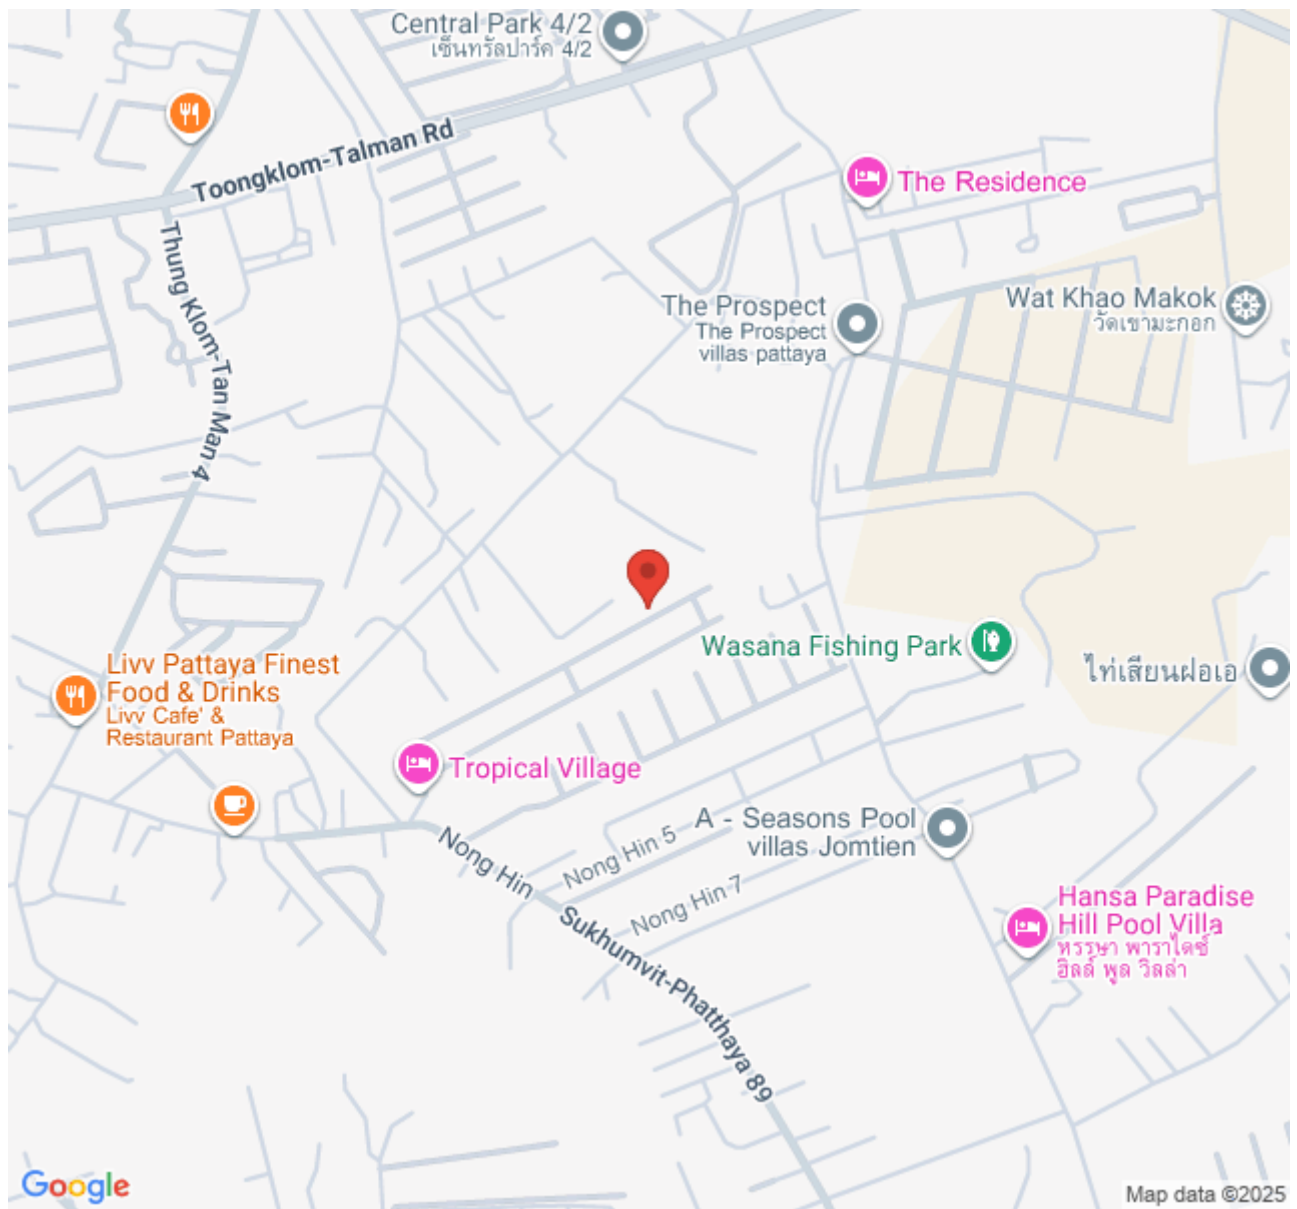 Central Park 4/2
เซ็นทรัลปาร์ค 4/2
Toongklom-Talman Rd
The Residence
Thung Klom-Tan Man 4
The Prospect
The Prospect
villas pattaya
Wat Khao Makok
วัดเขามะกอก
Wasana Fishing Park
ไท่เสียนฝอเอ
Livv Pattaya Finest
Food & Drinks
Livv Cafe' &
Restaurant Pattaya
Tropical Village
A - Seasons Pool
villas Jomtien
Nong Hin
Nong Hin 5
Nong Hin 7
Hansa Paradise
Hill Pool Villa
หรรษา พาราไดซ์
ฮิลล์ พูล วิลล่า
Sukhumvit-Phatthaya 89
Google
Map data ©2025